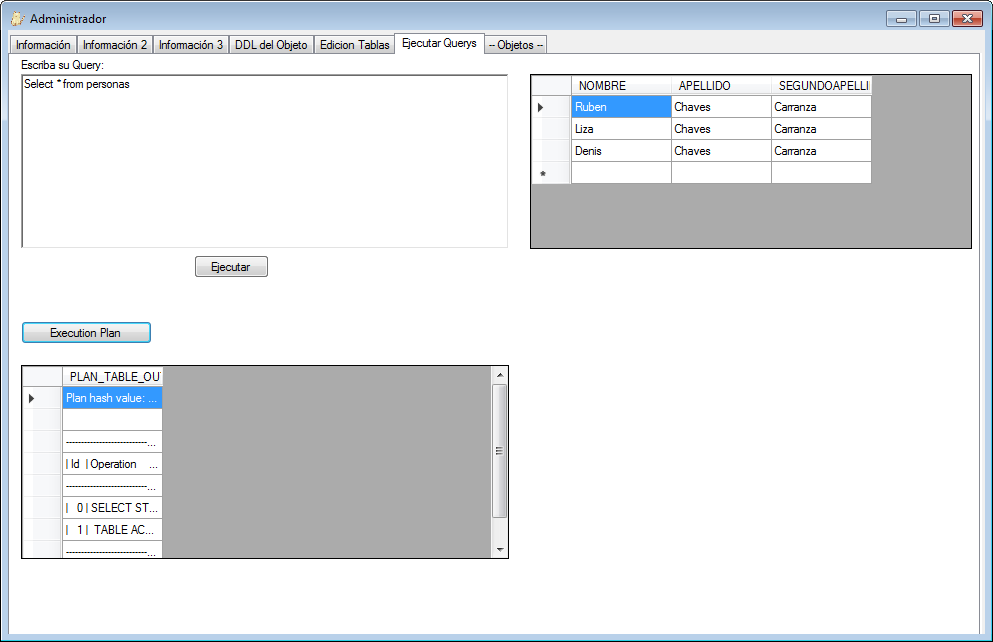 Administrador
Información Información 2 Información 3 DDL del Objeto Edicion Tablas Ejecutar Querys -- Objetos --
Escriba su Query:
Select * from personas
NOMBRE APELLIDO SEGUNDOAPELLI
Ruben Chaves Carranza
Liza Chaves Carranza
Denis Chaves Carranza
*
Ejecutar
Execution Plan
PLAN_TABLE_OU
Plan hash value: ...
---------------------------...
| Id | Operation ...
---------------------------...
| 0 | SELECT ST...
| 1 | TABLE AC...
---------------------------...